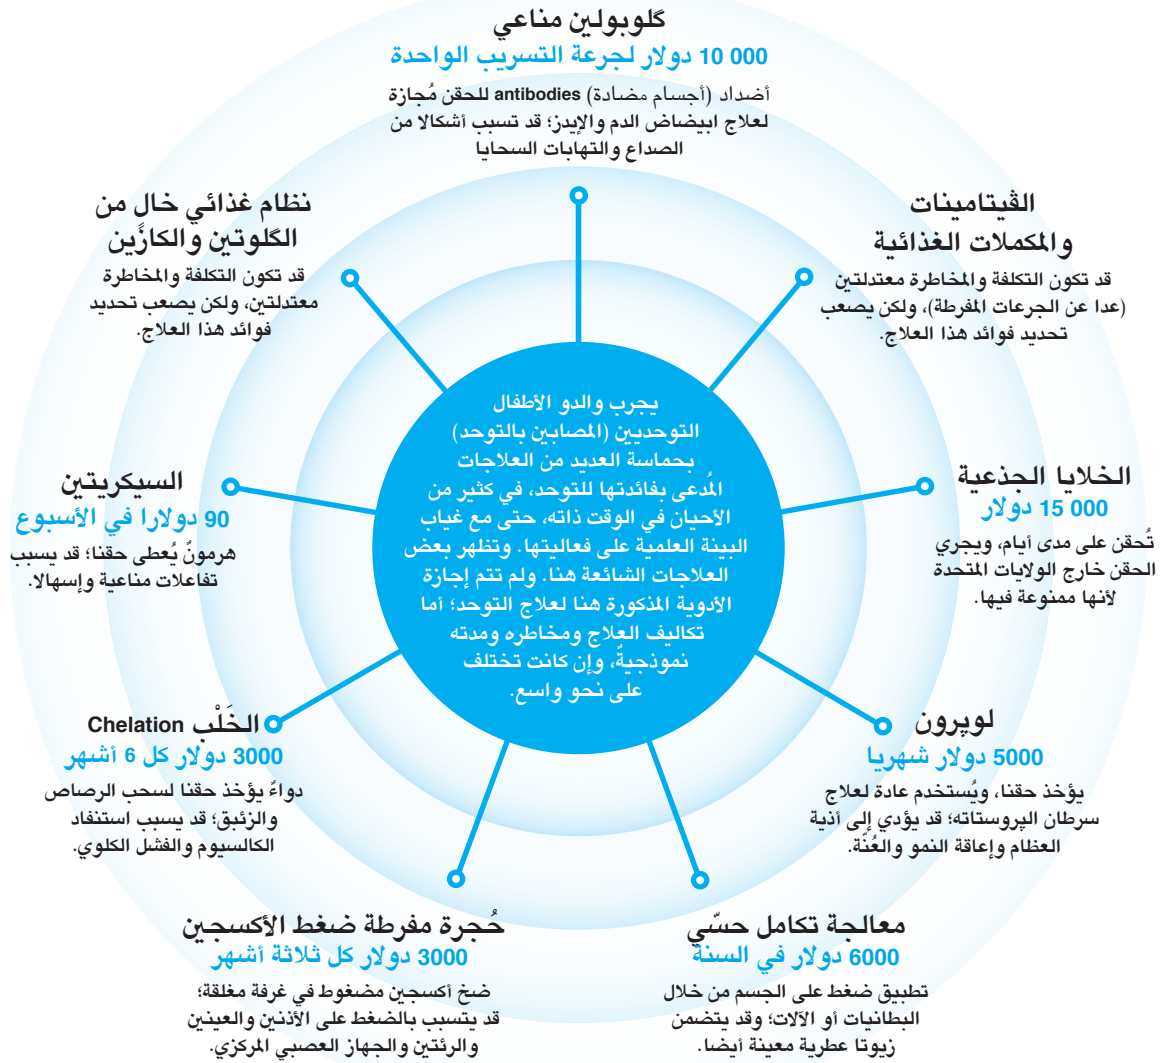 گلوبولين مناعي
000 10 دولار لجرعة التسريب الواحدة
أضداد (أجسام مضادة) antibodies للحقن مُجازة
لعلاج ابيضاض الدم والإيدز؛ قد تسبب أشكالا من
الصداع والتهابات السحايا
الڤيتامينات
والمكملات الغذائية
قد تكون التكلفة والمخاطرة معتدلتين
(عدا عن الجرعات المفرطة)، ولكن يصعب
تحديد فوائد هذا العلاج.
نظام غذائي خالٍ من
الگلوتين والكازًين
قد تكون التكلفة والمخاطرة
معتدلتين، ولكن يصعب تحديد
فوائد هذا العلاج.
يجرب والدو الأطفال
التوحديين (المصابين بالتوحد)
بحماسة العديد من العلاجات
المُدعى بفائدتها للتوحد، في كثير من
الأحيان في الوقت ذاته، حتى مع غياب
البينة العلمية على فعاليتها. وتظهر بعض
العلاجات الشائعة هنا. ولم تتم إجازة
الأدوية المذكورة هنا لعلاج التوحد؛ أما
تكاليف العلاج ومخاطره ومدته
نموذجيةً، وإن كانت تختلف
على نحو واسع.
الخلايا الجذعية
000 15 دولار
تُحقن على مدى أيام، ويجري
الحقن خارج الولايات المتحدة
لأنها ممنوعة فيها.
السيكريتين
90 دولارا في الأسبوع
هرمونٌ يُعطى حقنا؛ قد يسبب
تفاعلات مناعية وإسهالا.
لوپرون
5000 دولار شهريا
يؤخذ حقنا، ويُستخدم عادة لعلاج
سرطان الپروستاته؛ قد يؤدي إلى أذية
العظام وإعاقة النمو والعُنّة.
الخَلْب Chelation
3000 دولار كل 6 أشهر
دواءٌ يؤخذ حقنا لسحب الرصاص
والزئبق؛ قد يسبب استنفاد
الكالسيوم والفشل الكلوي.
معالجة تكامل حسّي
6000 دولار في السنة
تطبيق ضغط على الجسم من خلال
البطانيات أو الآلات؛ وقد يتضمن
زيوتا عطرية معينة أيضا.
حُجرة مفرطة ضغط الأكسجين
3000 دولار كل ثلاثة أشهر
ضخ أكسجين مضغوط في غرفة مغلقة؛
قد يتسبب بالضغط على الأذنين والعينين
والرئتين والجهاز العصبي المركزي.